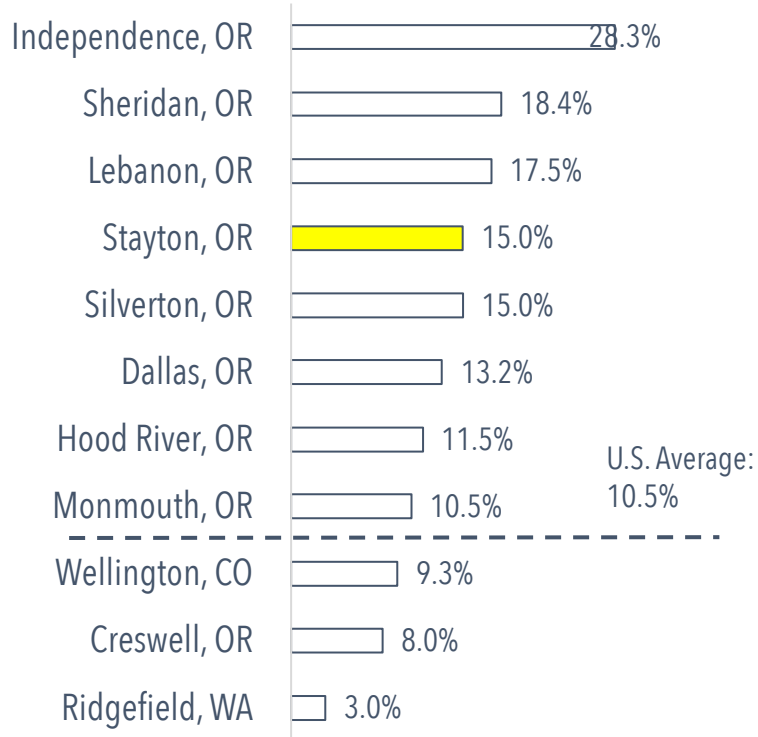 Independence, OR 28.3%
Sheridan, OR 18.4%
Lebanon, OR 17.5%
Stayton, OR 15.0%
Silverton, OR 15.0%
Dallas, OR 13.2%
Hood River, OR 11.5%
U.S. Average:
10.5%
Monmouth, OR 10.5%
Wellington, CO 9.3%
Creswell, OR 8.0%
Ridgefield, WA 3.0%